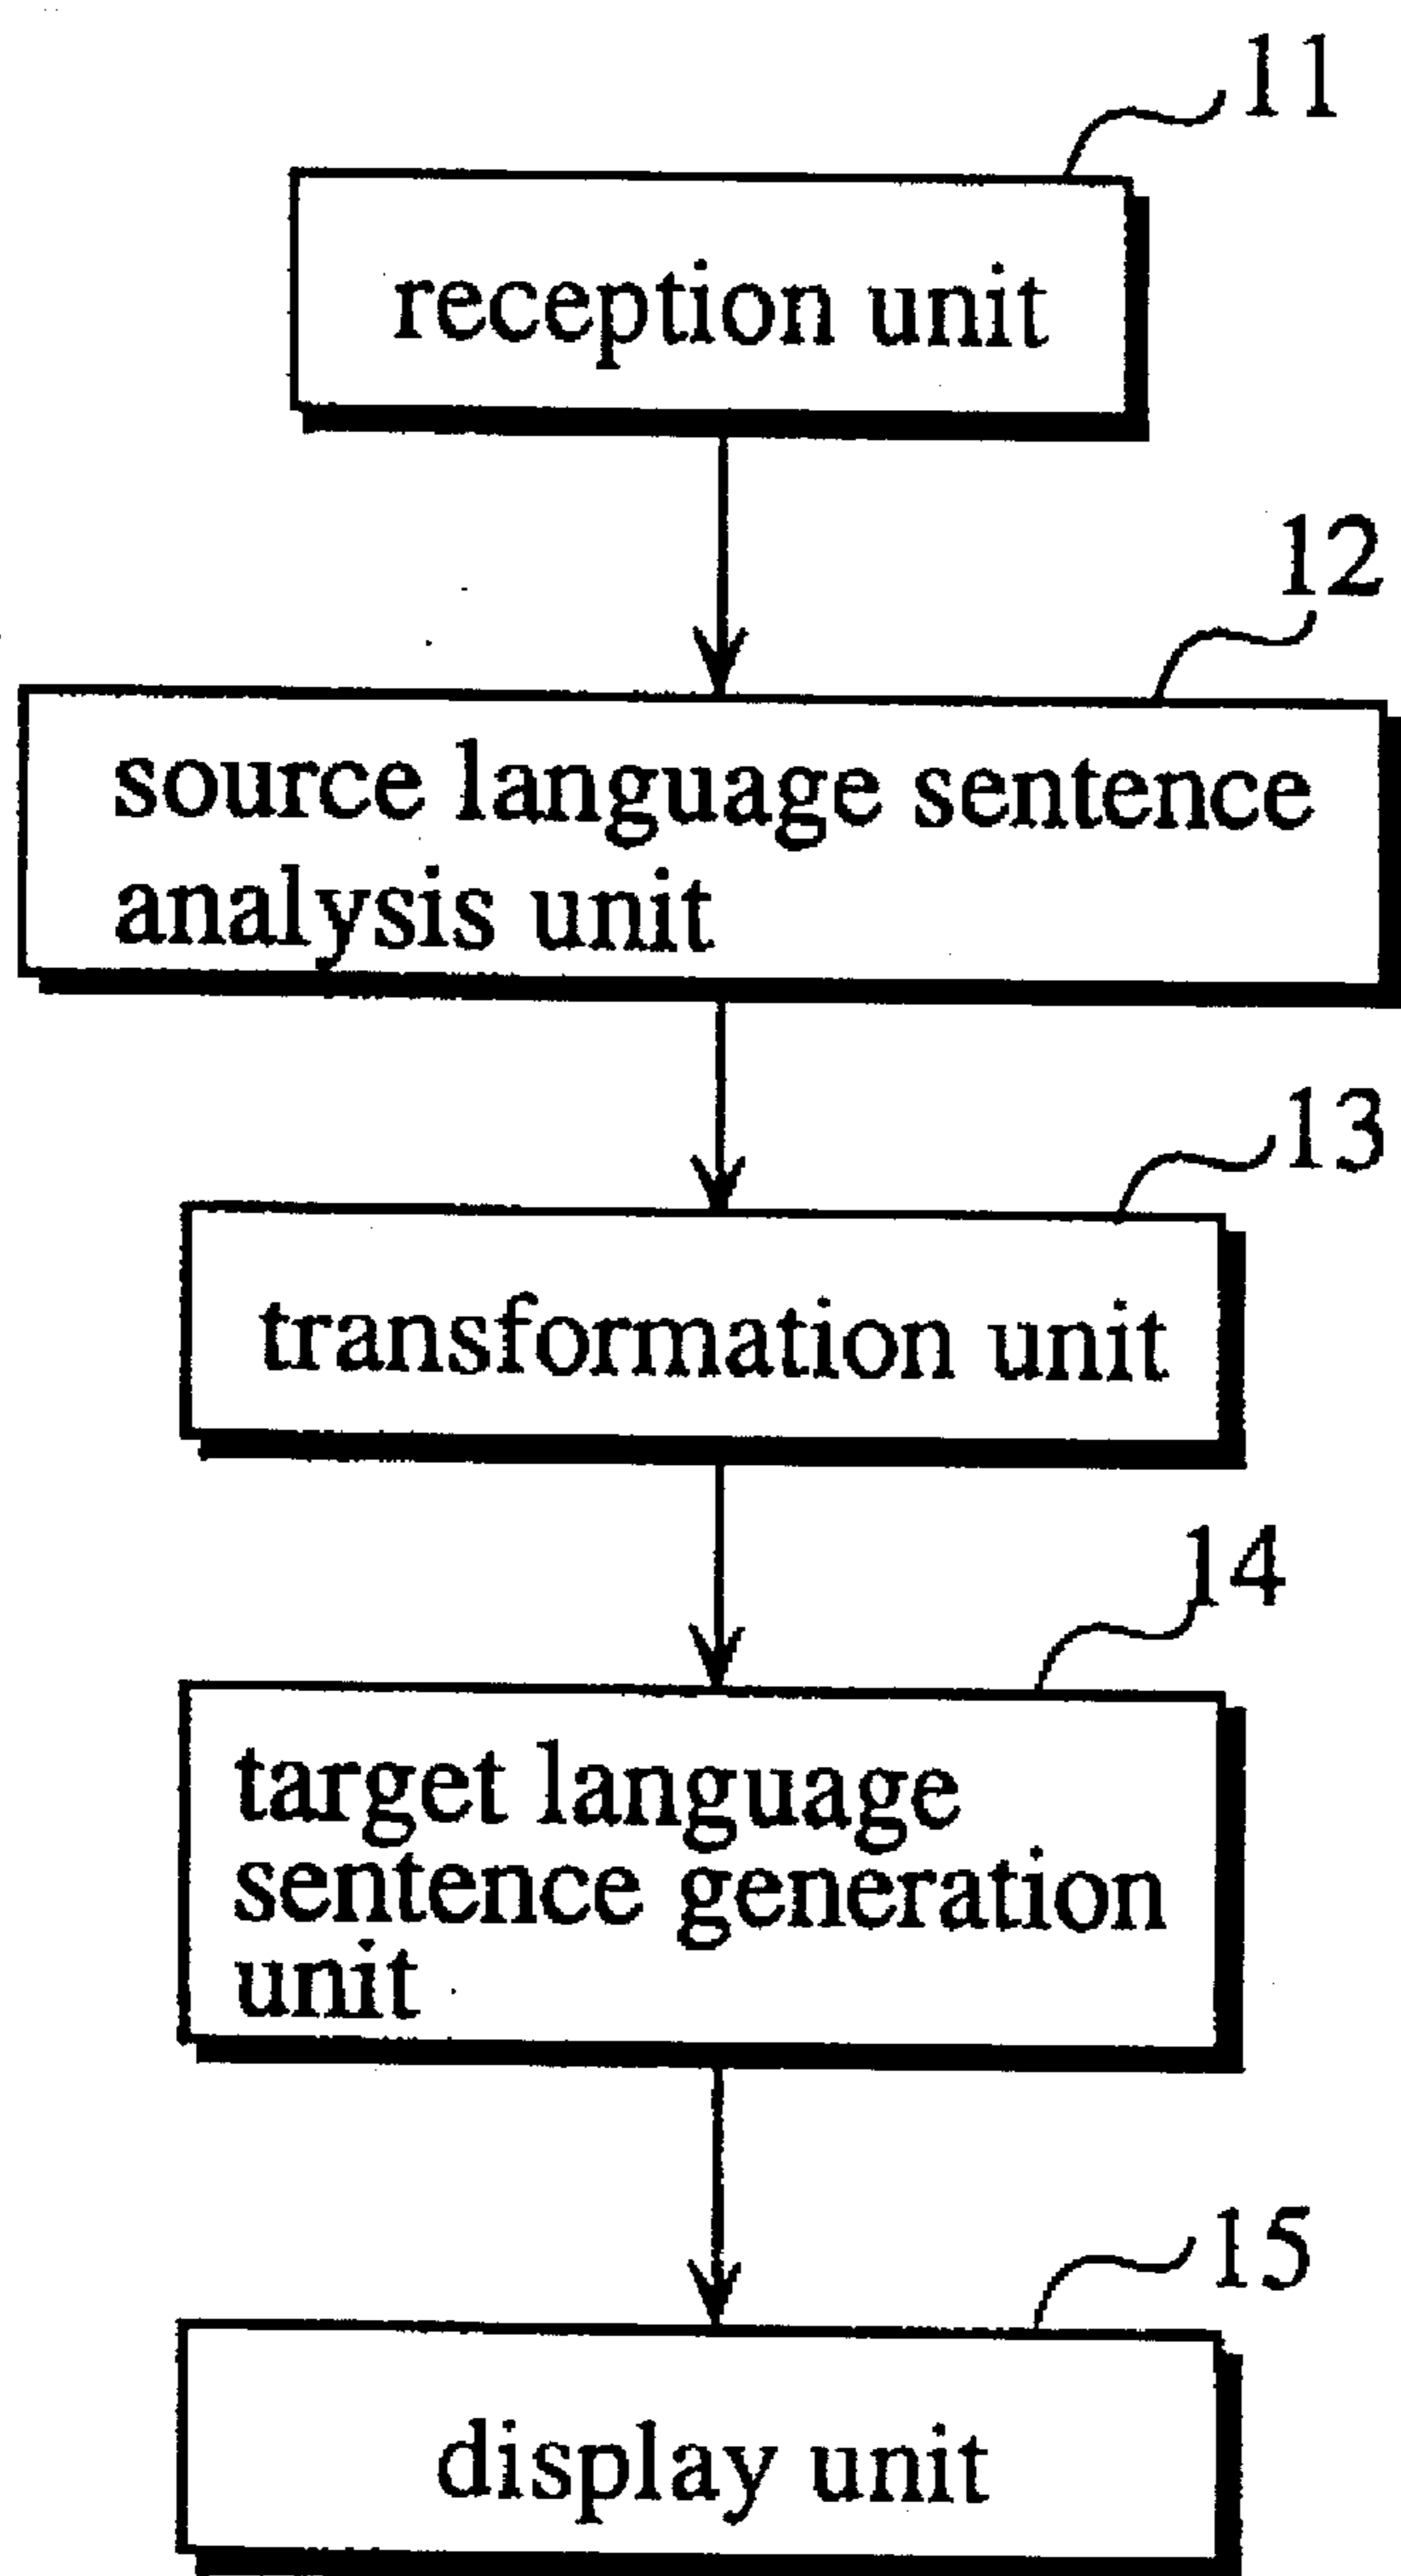 11
reception unit
12
source language sentence
analysis unit
13
transformation unit
14
target language
sentence generation
unit
15
display unit